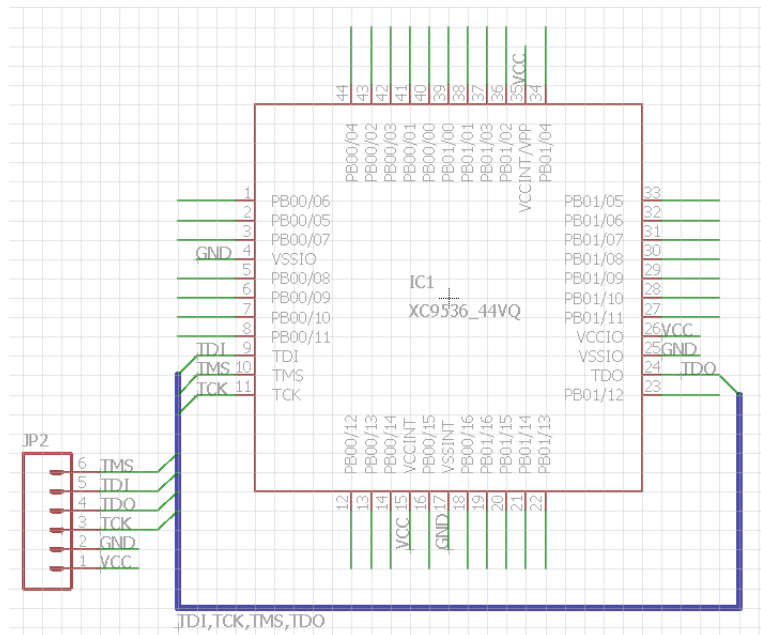 44 43 42 41 40 39 38 37 36 35 34
VCC
PB00/04 PB00/02 PB00/03 PB00/01 PB00/00 PB01/00 PB01/01 PB01/03 PB01/02 VCCINT/VPP PB01/04
1 PB00/06 PB01/05 33
2 PB00/05 PB01/06 32
3 PB00/07 PB01/07 31
GND 4 VSSIO PB01/08 30
5 PB00/08 PB01/09 29
IC1
6 PB00/09 PB01/10 28
XC9536_44VQ
7 PB00/10 PB01/11 27
8 PB00/11 VCCIO 26 VCC
TDI 9 TDI VSSIO 25 GND
TMS 10 TMS TDO 24 TDO
TCK 11 TCK PB01/12 23
PB00/12 PB00/13 PB00/14 VCCINT PB00/15 VSSINT PB00/16 PB01/16 PB01/15 PB01/14 PB01/13
12 13 14 15 16 17 18 19 20 21 22
VCC GND
JP2
6 TMS
5 TDI
4 TDO
3 TCK
2 GND
1 VCC
TDI,TCK,TMS,TDO